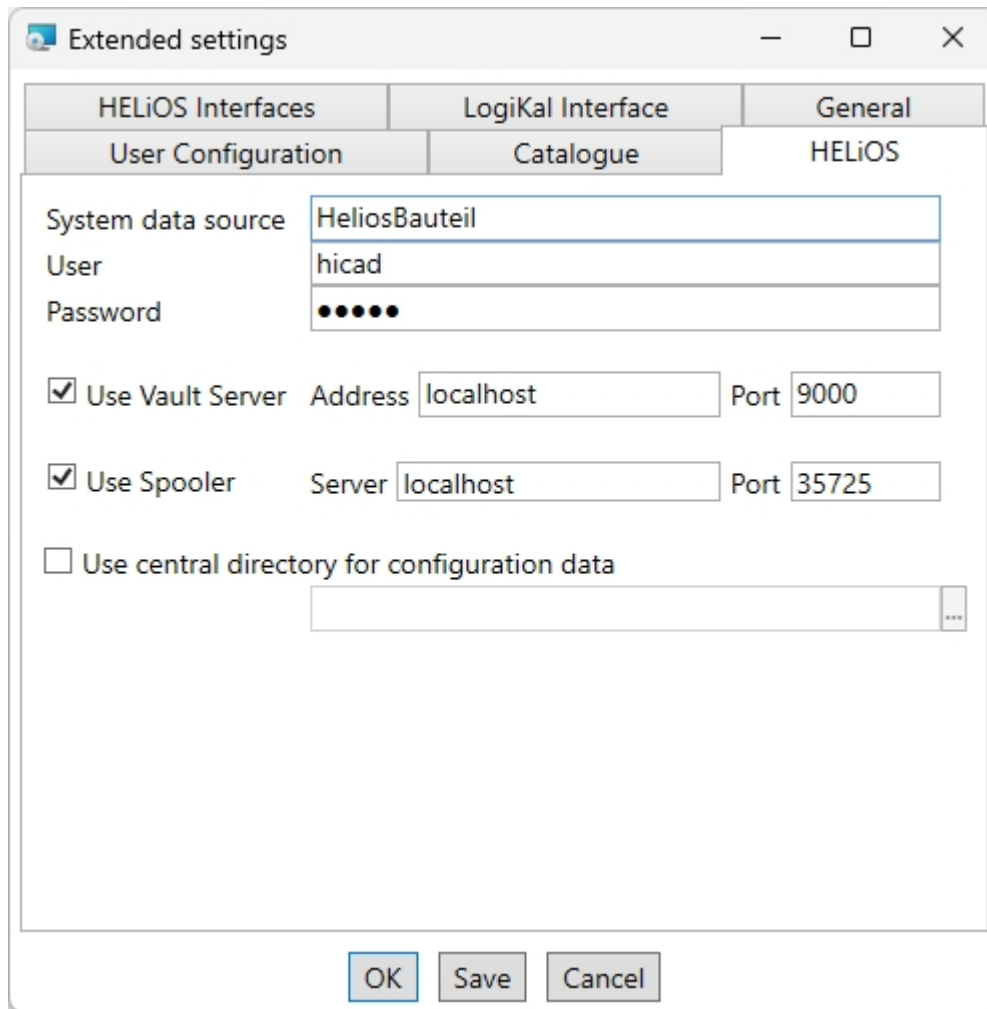 Extended settings
HELiOS Interfaces LogiKal Interface General
User Configuration Catalogue HELiOS
System data source HeliosBauteil
User hicad
Password ●●●●●
Use Vault Server Address localhost Port 9000
Use Spooler Server localhost Port 35725
Use central directory for configuration data
...
OK Save Cancel